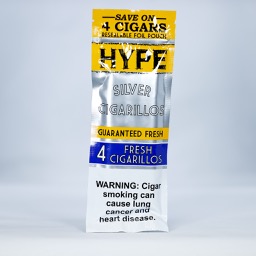 SAVE ON
4 CIGARS
RESEALABLE FOIL POUCH
HYPE
SILVER
CIGARILLOS
GUARANTEED FRESH
4 FRESH
CIGARILLOS
WARNING: Cigar
smoking can
cause lung
cancer and
heart disease.